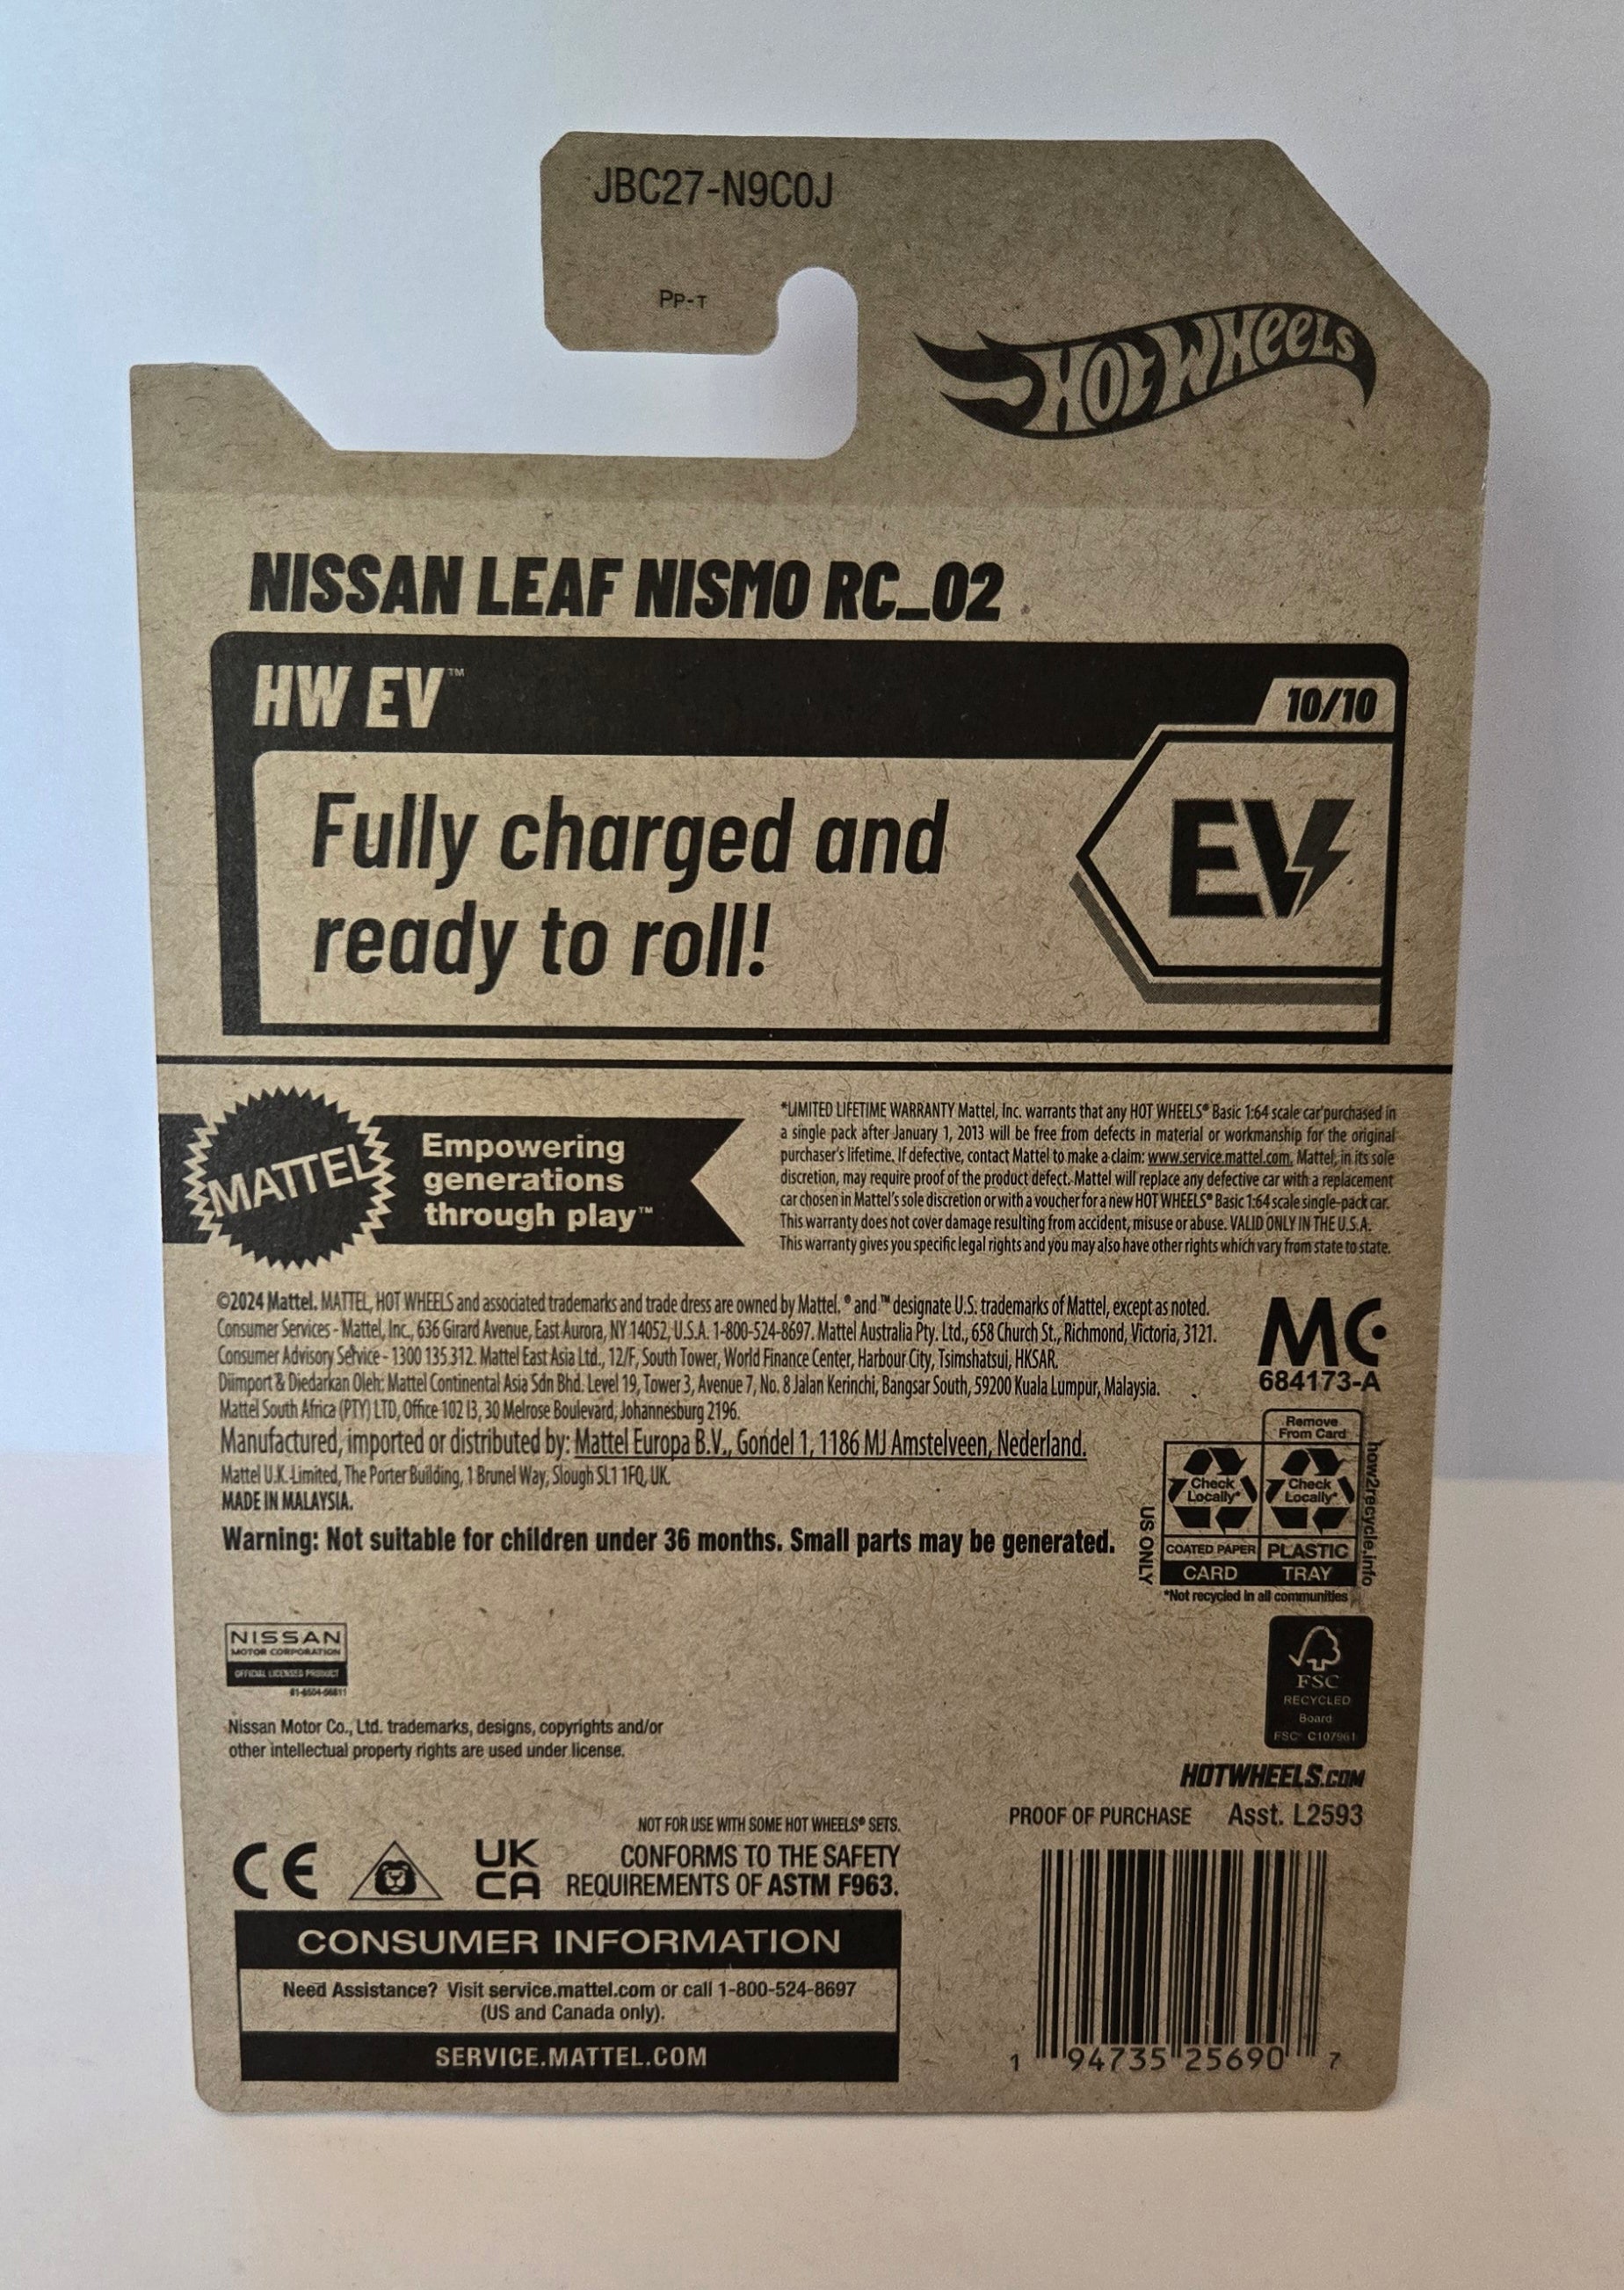 JBC27-N9C0J
PP-T
HOT WHEELS
NISSAN LEAF NISMO RC_02
HW EV™
10/10
Fully charged and
ready to roll!
EV
MATTEL
Empowering
generations
through play™
*LIMITED LIFETIME WARRANTY Mattel, Inc. warrants that any HOT WHEELS® Basic 1:64 scale car purchased in
a single pack after January 1, 2013 will be free from defects in material or workmanship for the original
purchaser's lifetime. If defective, contact Mattel to make a claim: www.service.mattel.com. Mattel, in its sole
discretion, may require proof of the product defect. Mattel will replace any defective car with a replacement
car chosen in Mattel's sole discretion or with a voucher for a new HOT WHEELS® Basic 1:64 scale single-pack car.
This warranty does not cover damage resulting from accident, misuse or abuse. VALID ONLY IN THE U.S.A.
This warranty gives you specific legal rights and you may also have other rights which vary from state to state.
©2024 Mattel. MATTEL, HOT WHEELS and associated trademarks and trade dress are owned by Mattel. ® and ™ designate U.S. trademarks of Mattel, except as noted.
Consumer Services - Mattel, Inc., 636 Girard Avenue, East Aurora, NY 14052, U.S.A. 1-800-524-8697. Mattel Australia Pty. Ltd., 658 Church St., Richmond, Victoria, 3121.
Consumer Advisory Service - 1300 135 312. Mattel East Asia Ltd., 12/F, South Tower, World Finance Center, Harbour City, Tsimshatsui, HKSAR.
Diimport & Diedarkan Oleh: Mattel Continental Asia Sdn Bhd. Level 19, Tower 3, Avenue 7, No. 8 Jalan Kerinchi, Bangsar South, 59200 Kuala Lumpur, Malaysia.
Mattel South Africa (PTY) LTD, Office 102 I3, 30 Melrose Boulevard, Johannesburg 2196.
Manufactured, imported or distributed by: Mattel Europa B.V., Gondel 1, 1186 MJ Amstelveen, Nederland.
Mattel U.K. Limited, The Porter Building, 1 Brunel Way, Slough SL1 1FQ, UK.
MADE IN MALAYSIA.
Warning: Not suitable for children under 36 months. Small parts may be generated.
MC
684173-A
Remove
From Card
Check
Locally*
Check
Locally*
COATED PAPER
PLASTIC
CARD
TRAY
US ONLY
how2recycle.info
*Not recycled in all communities
NISSAN
MOTOR CORPORATION
OFFICIAL LICENSED PRODUCT
Nissan Motor Co., Ltd. trademarks, designs, copyrights and/or
other intellectual property rights are used under license.
FSC
RECYCLED
Board
FSC® C107961
HOTWHEELS.COM
PROOF OF PURCHASE Asst. L2593
NOT FOR USE WITH SOME HOT WHEELS® SETS.
CE
UK
CA
CONFORMS TO THE SAFETY
REQUIREMENTS OF ASTM F963.
CONSUMER INFORMATION
Need Assistance? Visit service.mattel.com or call 1-800-524-8697
(US and Canada only).
SERVICE.MATTEL.COM
1 94735 25690 7